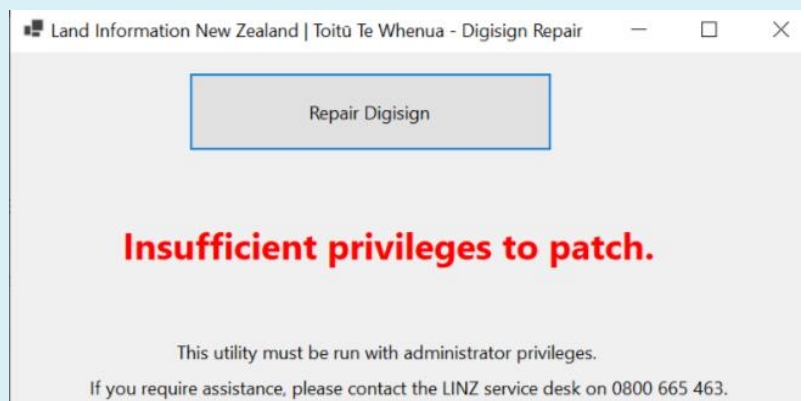 Land Information New Zealand | Toitū Te Whenua - Digisign Repair
Repair Digisign
Insufficient privileges to patch.
This utility must be run with administrator privileges.
If you require assistance, please contact the LINZ service desk on 0800 665 463.